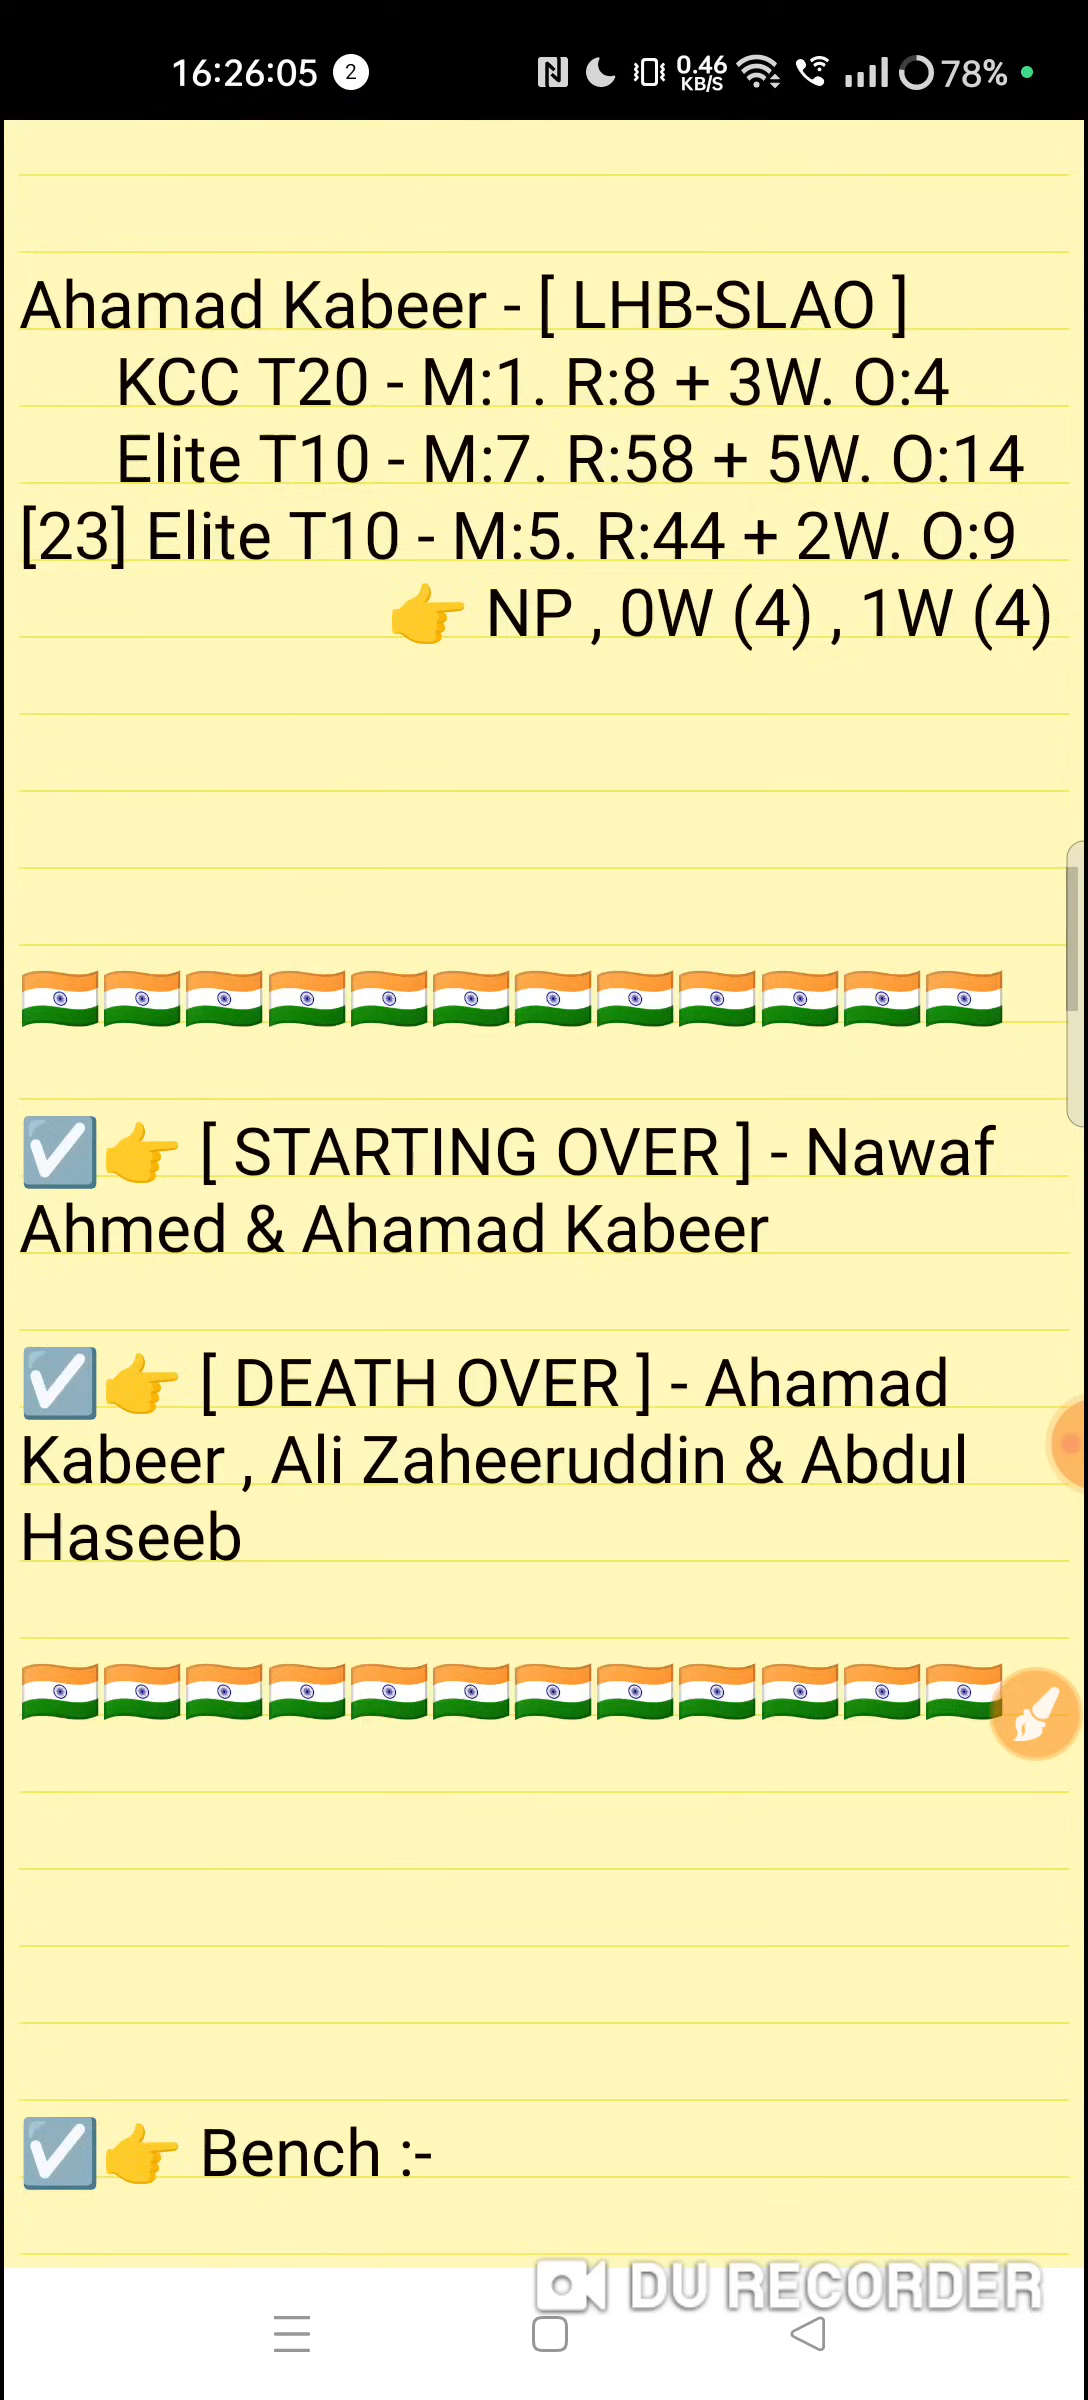 16:26:05 2 0.46 KB/S 78%
Ahamad Kabeer - [ LHB-SLAO ]
KCC T20 - M:1. R:8 + 3W. O:4
Elite T10 - M:7. R:58 + 5W. O:14
[23] Elite T10 - M:5. R:44 + 2W. O:9
👉 NP , 0W (4) , 1W (4)
🇮🇳🇮🇳🇮🇳🇮🇳🇮🇳🇮🇳🇮🇳🇮🇳🇮🇳🇮🇳🇮🇳🇮🇳
☑️👉 [ STARTING OVER ] - Nawaf
Ahmed & Ahamad Kabeer
☑️👉 [ DEATH OVER ] - Ahamad
Kabeer , Ali Zaheeruddin & Abdul
Haseeb
🇮🇳🇮🇳🇮🇳🇮🇳🇮🇳🇮🇳🇮🇳🇮🇳🇮🇳🇮🇳🇮🇳🇮🇳
☑️👉 Bench :-
DU RECORDER